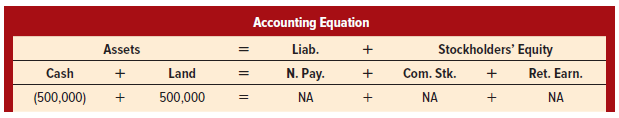 Accounting Equation
Assets = Liab. + Stockholders' Equity
Cash + Land = N. Pay. + Com. Stk. + Ret. Earn.
(500,000) + 500,000 = NA + NA + NA